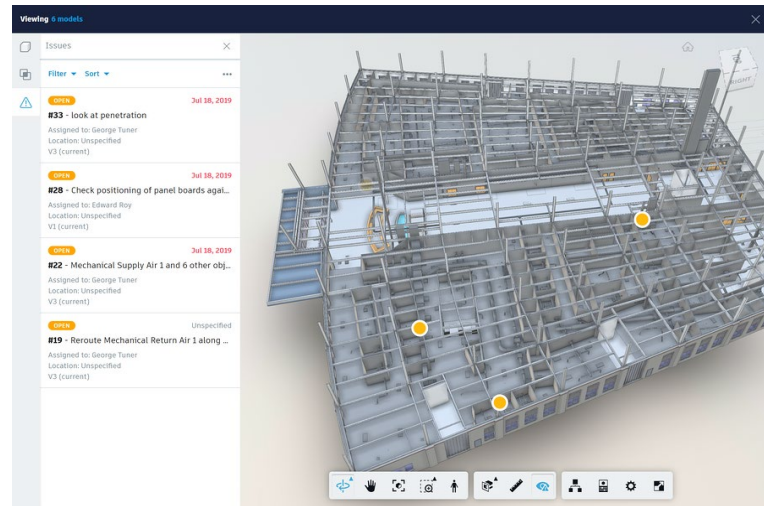 Viewing 6 models
Issues
Filter Sort
OPEN Jul 18, 2019
#33 - look at penetration
Assigned to: George Tuner
Location: Unspecified
V3 (current)
OPEN Jul 18, 2019
#28 - Check positioning of panel boards agai...
Assigned to: Edward Roy
Location: Unspecified
V1 (current)
OPEN Jul 18, 2019
#22 - Mechanical Supply Air 1 and 6 other obj...
Assigned to: George Tuner
Location: Unspecified
V3 (current)
OPEN Unspecified
#19 - Reroute Mechanical Return Air 1 along ...
Assigned to: George Tuner
Location: Unspecified
V3 (current)
RIGHT